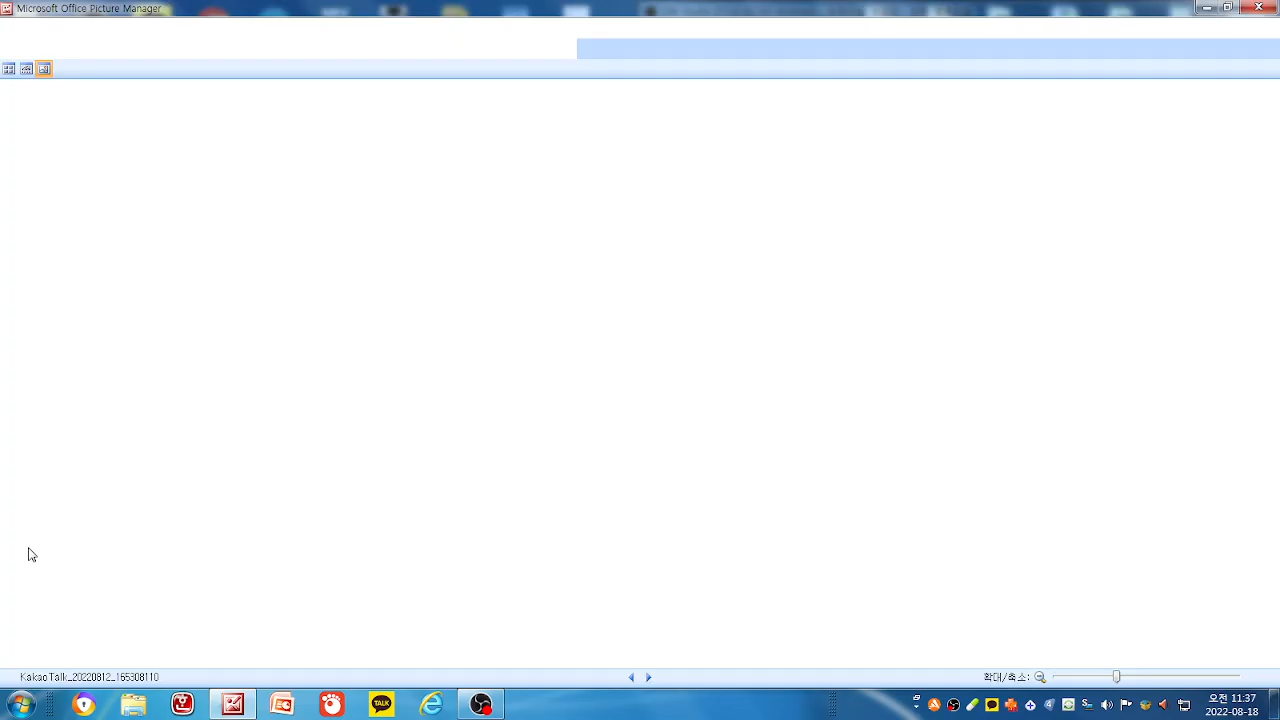 Microsoft Office Picture Manager
KakaoTalk_20220812_165308110
확대/축소:
TALK
오전 11:37
2022-08-18